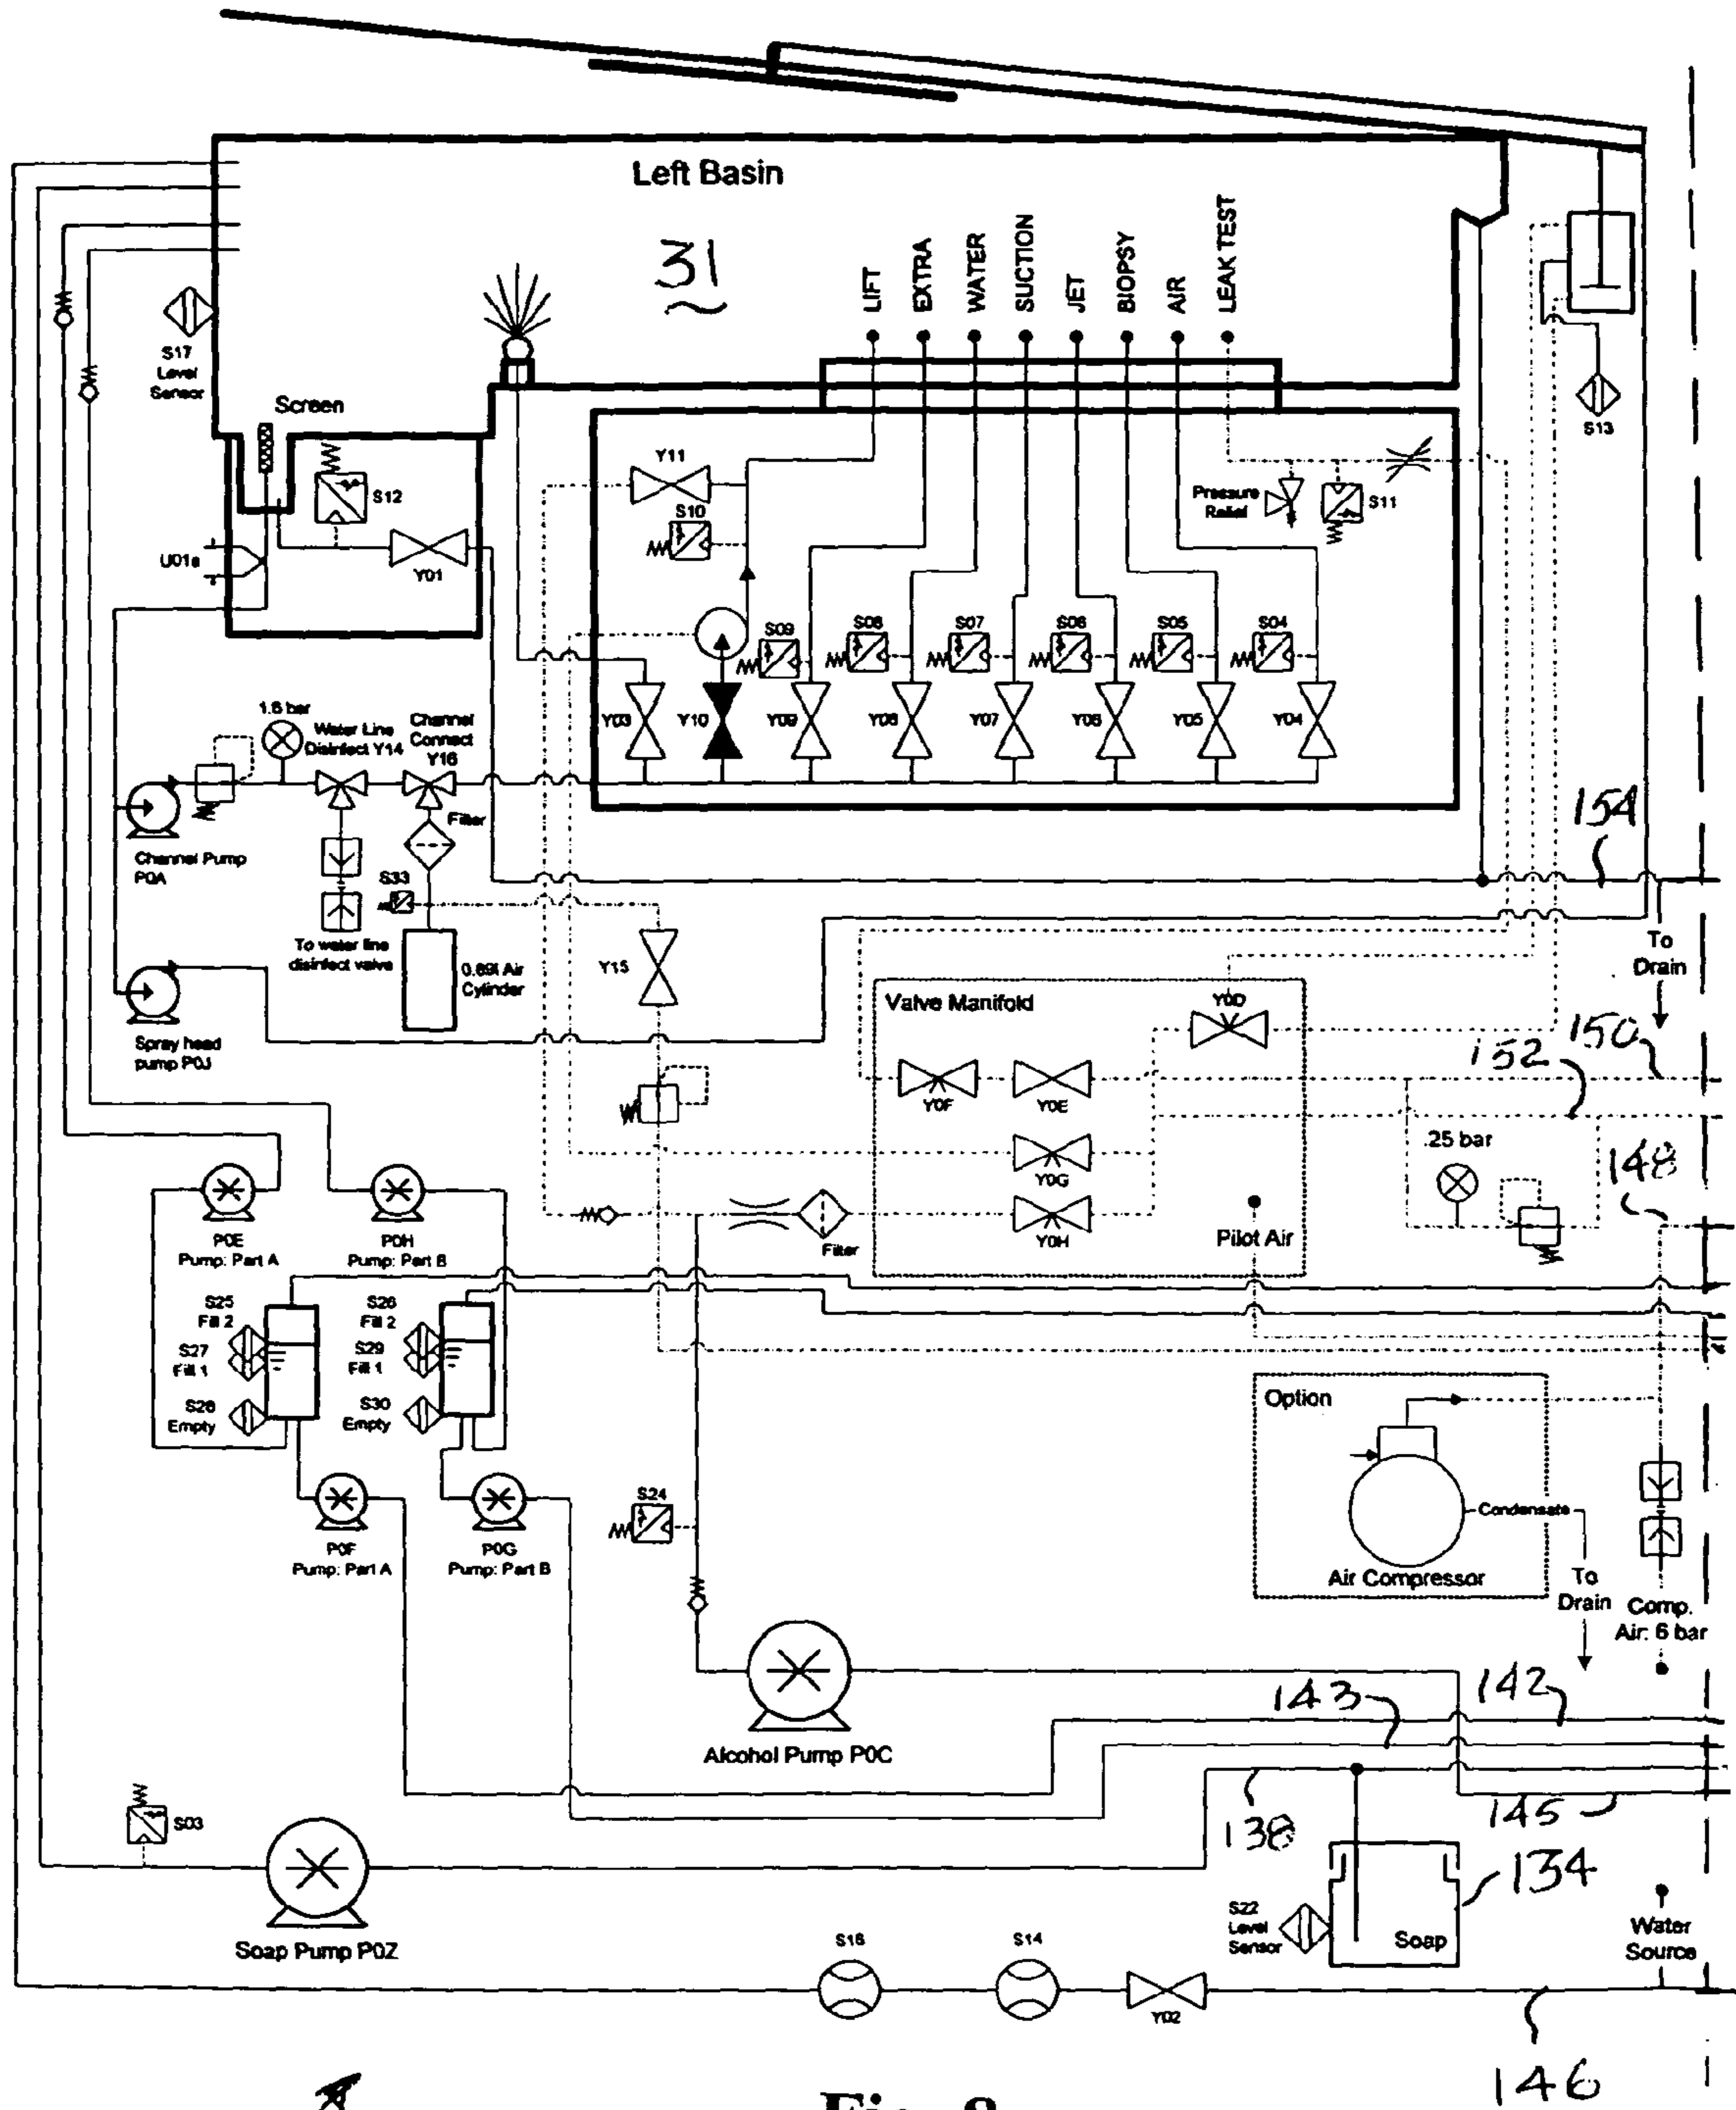 Left Basin
31
LIFT
EXTRA
WATER
SUCTION
JET
BIOPSY
AIR
LEAK TEST
S17
Level
Sensor
Screen
S12
U01a
Y01
Y11
S10
Pressure
Relief
S11
S13
S09
S08
S07
S06
S05
S04
Y03
Y10
Y09
Y08
Y07
Y06
Y05
Y04
1.6 bar
Water Line
Disinfect Y14
Channel
Connect
Y16
Filter
Channel Pump
P0A
S33
To water line
disinfect valve
0.89l Air
Cylinder
Y15
154
To
Drain
Spray head
pump P0J
Valve Manifold
Y0D
150
152
Y0F
Y0E
.25 bar
148
Y0G
Y0H
Filter
Pilot Air
P0E
Pump: Part A
P0H
Pump: Part B
S25
Fill 2
S27
Fill 1
S28
Empty
S26
Fill 2
S29
Fill 1
S30
Empty
Option
Condensate
Air Compressor
To
Drain
Comp.
Air: 6 bar
P0F
Pump: Part A
P0G
Pump: Part B
S24
Alcohol Pump P0C
143
142
138
145
S03
Soap Pump P0Z
134
S22
Level
Sensor
Soap
Water
Source
S16
S14
Y02
146